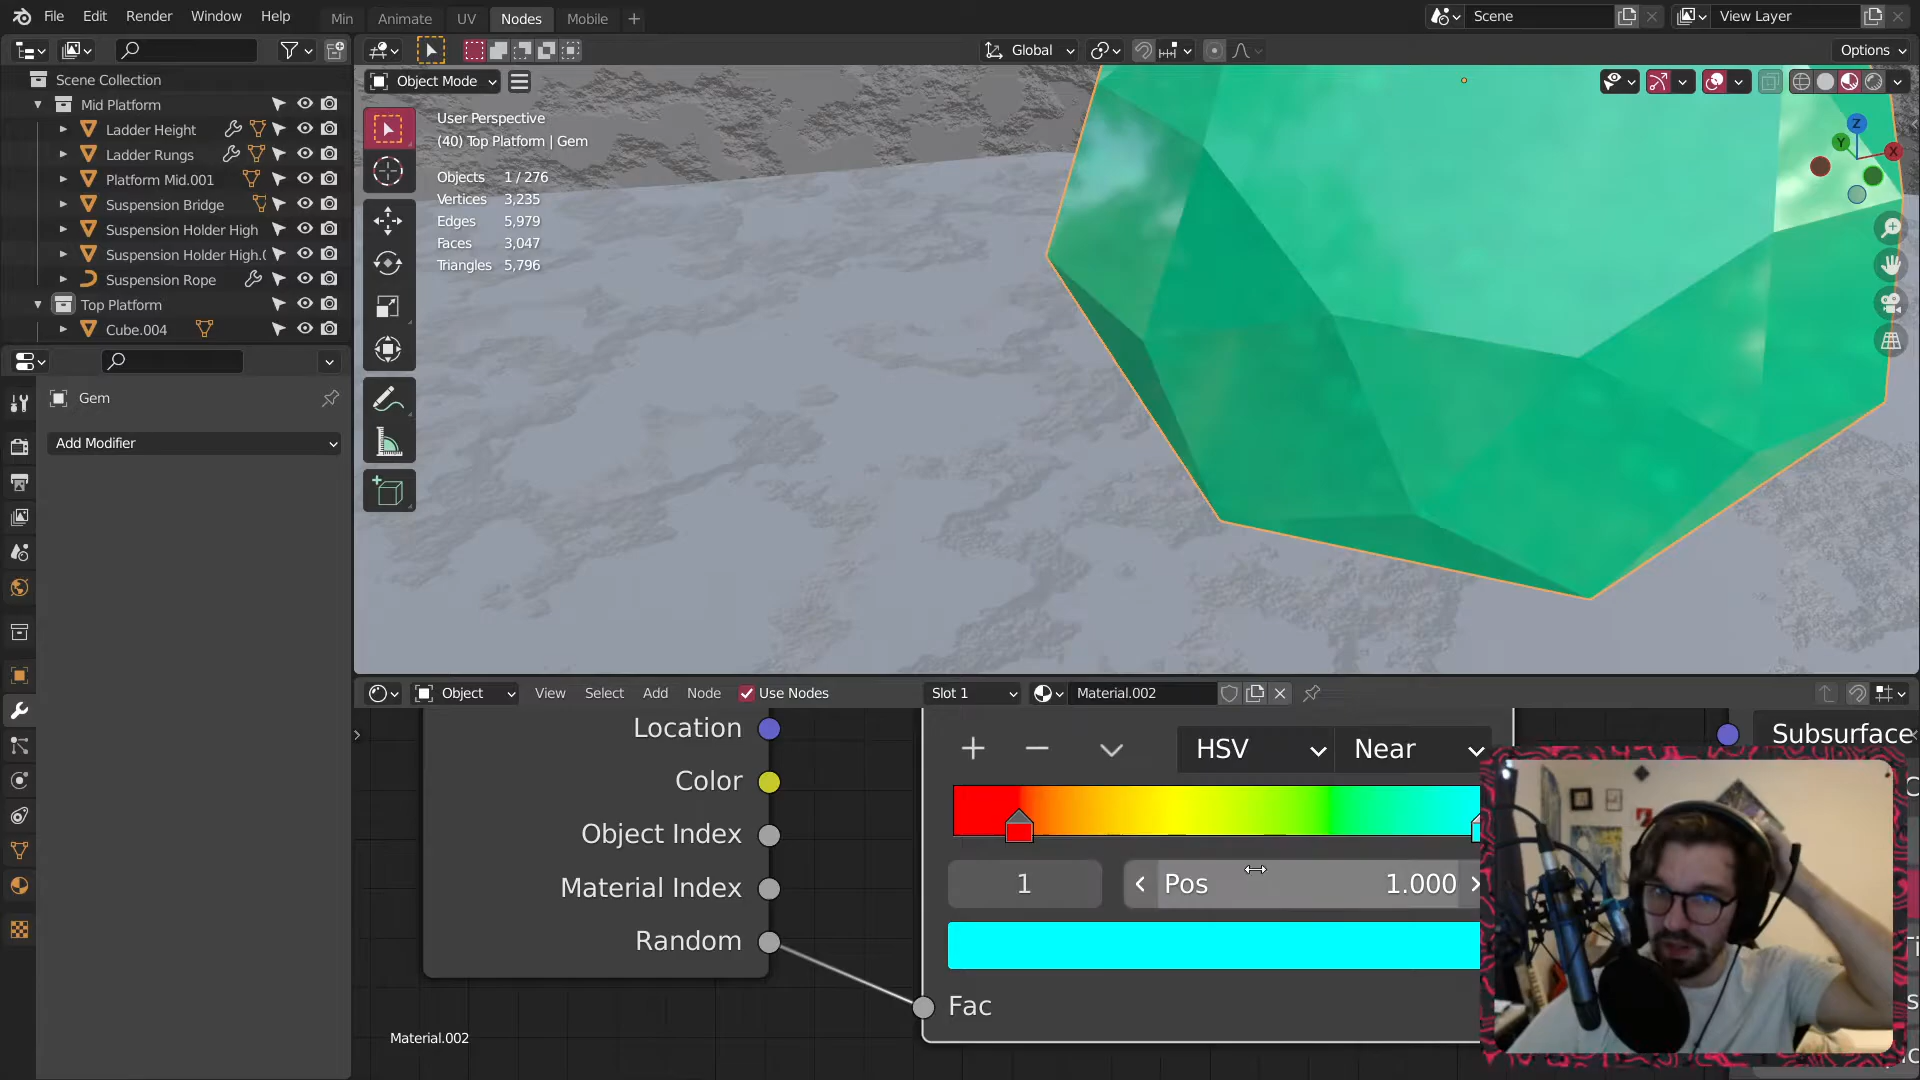 File Edit Render Window Help Min Animate UV Nodes Mobile Scene View Layer
Global Options
Scene Collection
Mid Platform
Ladder Height
Ladder Rungs
Platform Mid.001
Suspension Bridge
Suspension Holder High
Suspension Holder High.(
Suspension Rope
Top Platform
Cube.004
Gem
Add Modifier
Object Mode
User Perspective
(40) Top Platform | Gem
Objects 1 / 276
Vertices 3,235
Edges 5,979
Faces 3,047
Triangles 5,796
Z
Y
X
Object View Select Add Node Use Nodes Slot 1 Material.002
Location
Color
Object Index
Material Index
Random
HSV Near
1 Pos 1.000
Fac
Subsurface
Material.002